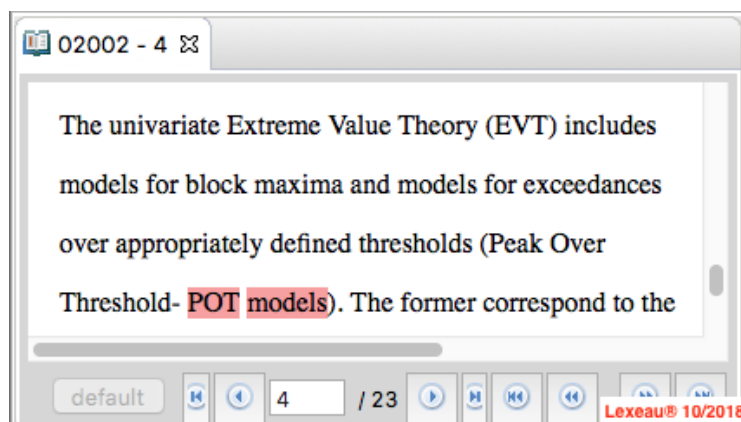 02002 - 4
The univariate Extreme Value Theory (EVT) includes
models for block maxima and models for exceedances
over appropriately defined thresholds (Peak Over
Threshold- POT models). The former correspond to the
default 4 / 23
Lexeau® 10/2018